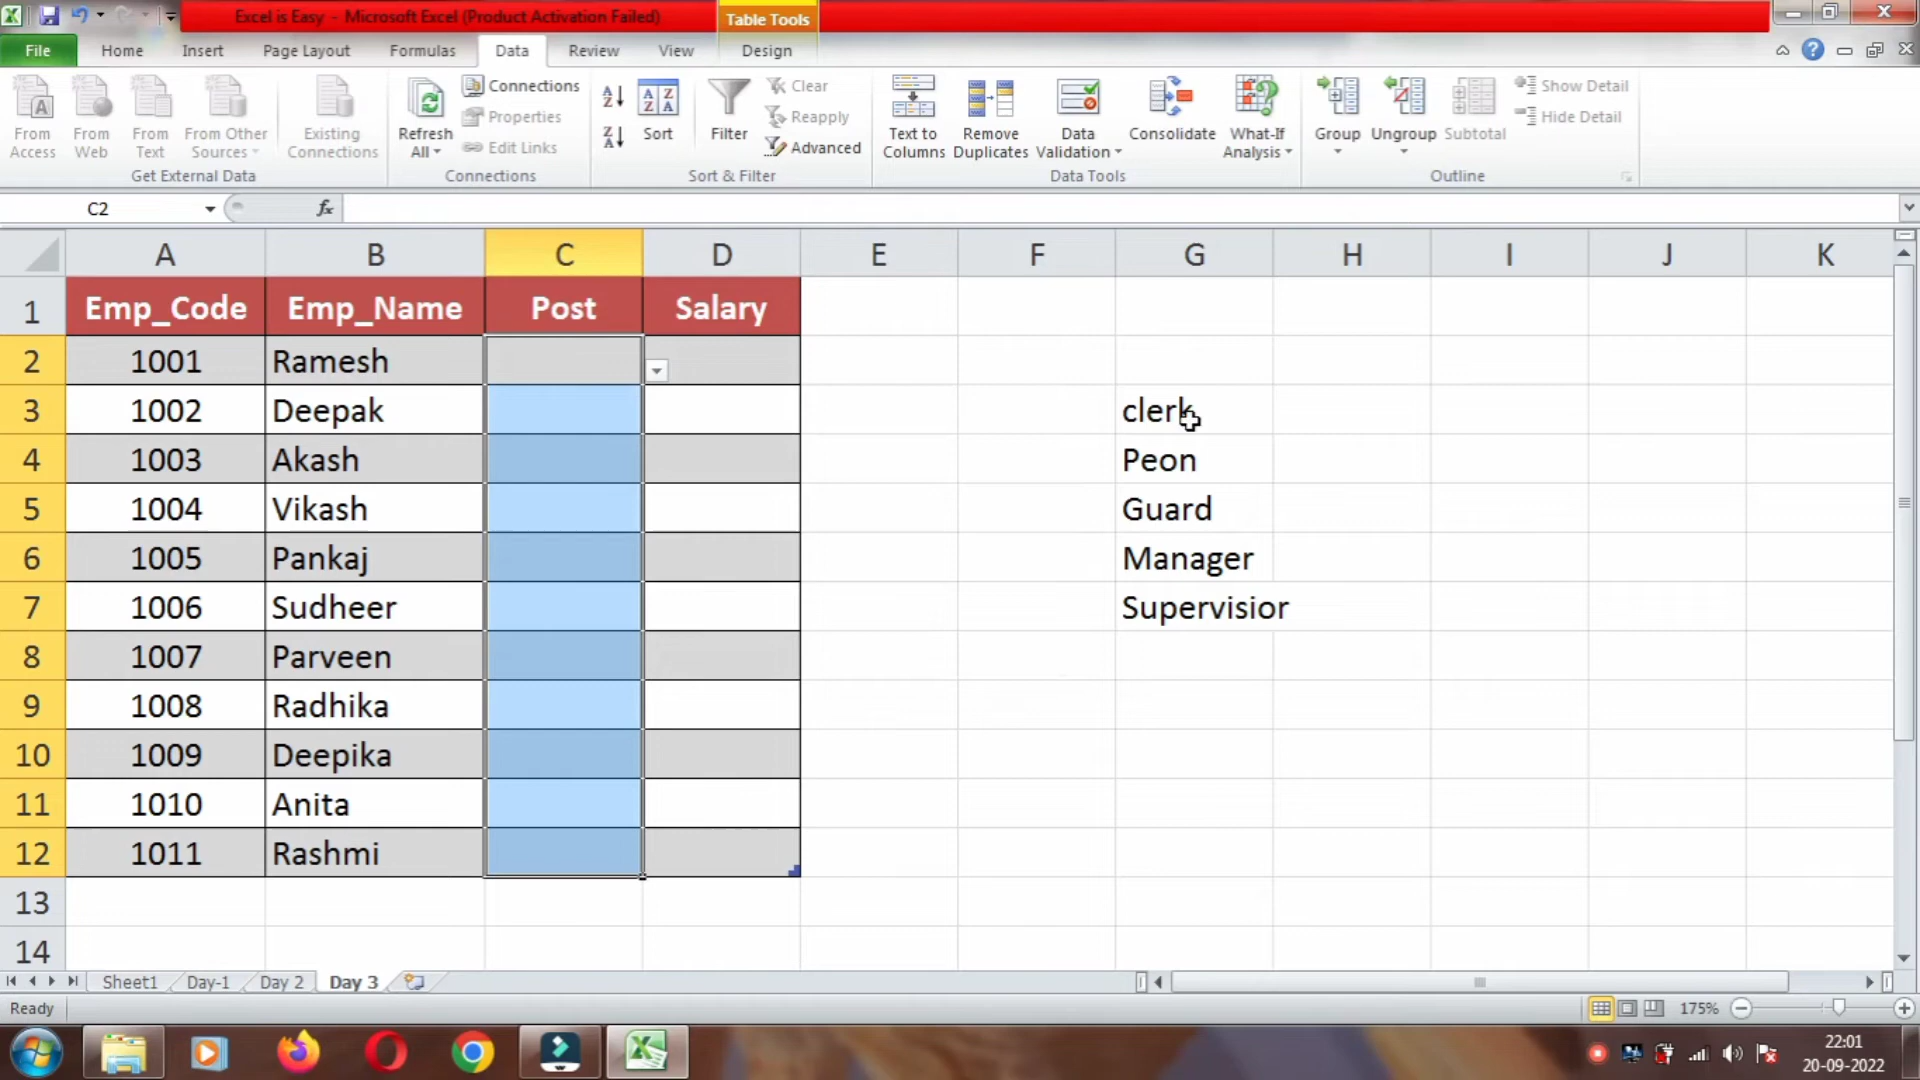 Excel is Easy - Microsoft Excel (Product Activation Failed)
Table Tools
File Home Insert Page Layout Formulas Data Review View Design
From Access
From Web
From Text
From Other Sources
Existing Connections
Get External Data
Refresh All
Connections
Properties
Edit Links
Connections
Sort
Filter
Clear
Reapply
Advanced
Sort & Filter
Text to Columns
Remove Duplicates
Data Validation
Consolidate
What-If Analysis
Data Tools
Group
Ungroup
Subtotal
Show Detail
Hide Detail
Outline
C2 fx
A B C D E F G H I J K
1 Emp_Code Emp_Name Post Salary
2 1001 Ramesh
3 1002 Deepak clerk
4 1003 Akash Peon
5 1004 Vikash Guard
6 1005 Pankaj Manager
7 1006 Sudheer Supervisior
8 1007 Parveen
9 1008 Radhika
10 1009 Deepika
11 1010 Anita
12 1011 Rashmi
13
14
Sheet1 Day-1 Day 2 Day 3
Ready 175%
22:01
20-09-2022